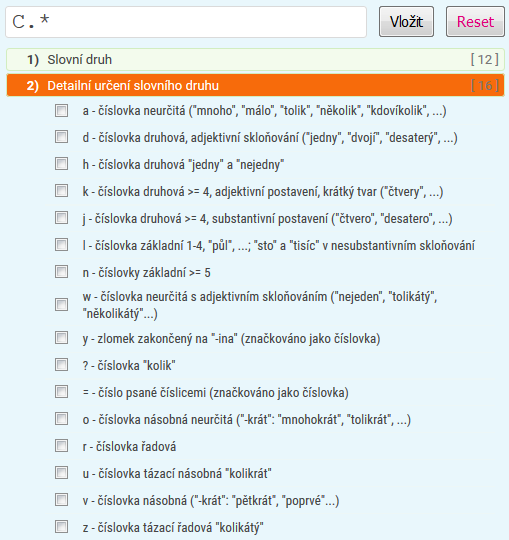 C.*
Vložit
Reset
1) Slovní druh [ 12 ]
2) Detailní určení slovního druhu [ 16 ]
a - číslovka neurčitá ("mnoho", "málo", "tolik", "několik", "kdovíkolik", ...)
d - číslovka druhová, adjektivní skloňování ("jedny", "dvojí", "desaterý", ...)
h - číslovka druhová "jedny" a "nejedny"
k - číslovka druhová >= 4, adjektivní postavení, krátký tvar ("čtvery", ...)
j - číslovka druhová >= 4, substantivní postavení ("čtvero", "desatero", ...)
l - číslovka základní 1-4, "půl", ...; "sto" a "tisíc" v nesubstantivním skloňování
n - číslovky základní >= 5
w - číslovka neurčitá s adjektivním skloňováním ("nejeden", "tolikátý",
"několikátý"...)
y - zlomek zakončený na "-ina" (značkováno jako číslovka)
? - číslovka "kolik"
= - číslo psané číslicemi (značkováno jako číslovka)
o - číslovka násobná neurčitá ("-krát": "mnohokrát", "tolikrát", ...)
r - číslovka řadová
u - číslovka tázací násobná "kolikrát"
v - číslovka násobná ("-krát": "pětkrát", "poprvé"...)
z - číslovka tázací řadová "kolikátý"